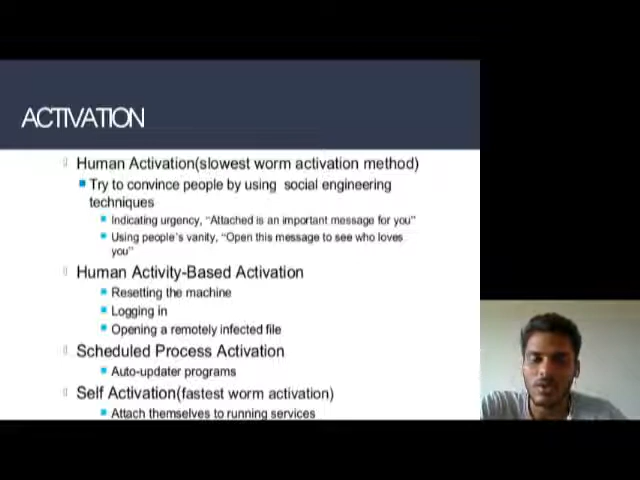 ACTIVATION
Human Activation(slowest worm activation method)
Try to convince people by using social engineering
techniques
Indicating urgency, “Attached is an important message for you”
Using people's vanity, “Open this message to see who loves
you”
Human Activity-Based Activation
Resetting the machine
Logging in
Opening a remotely infected file
Scheduled Process Activation
Auto-updater programs
Self Activation(fastest worm activation)
Attach themselves to running services